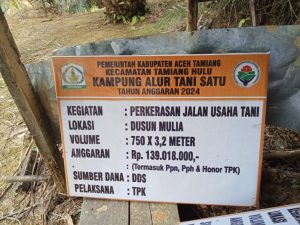 PEMERINTAH KABUPATEN ACEH TAMIANG
KECAMATAN TAMIANG HULU
KAMPUNG ALUR TANI SATU
TAHUN ANGGARAN 2024
KEGIATAN : PERKERASAN JALAN USAHA TANI
LOKASI : DUSUN MULIA
VOLUME : 750 X 3,2 METER
ANGGARAN : Rp. 139.018.000,-
(Termasuk Ppn, Pph & Honor TPK)
SUMBER DANA : DDS
PELAKSANA : TPK